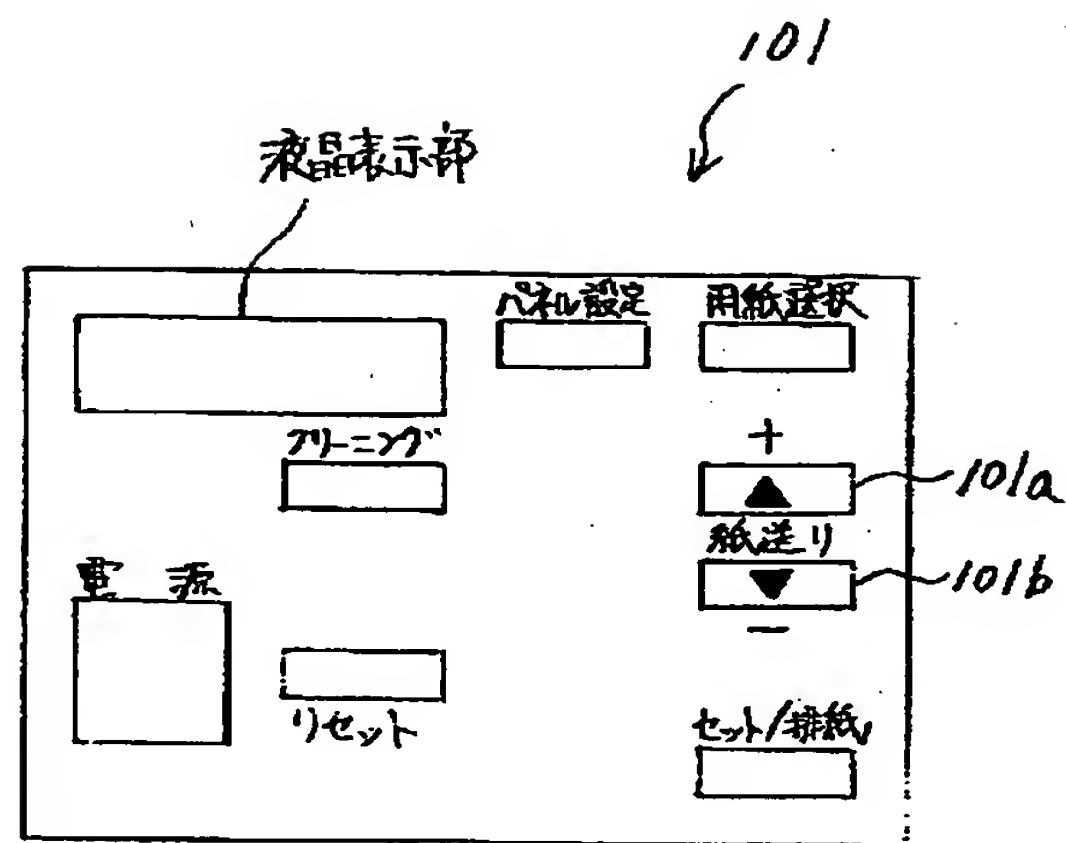 101
液晶表示部
パネル設定
用紙選択
+
クリーニング
101a
紙送り
電源
101b
−
リセット
セット/排紙